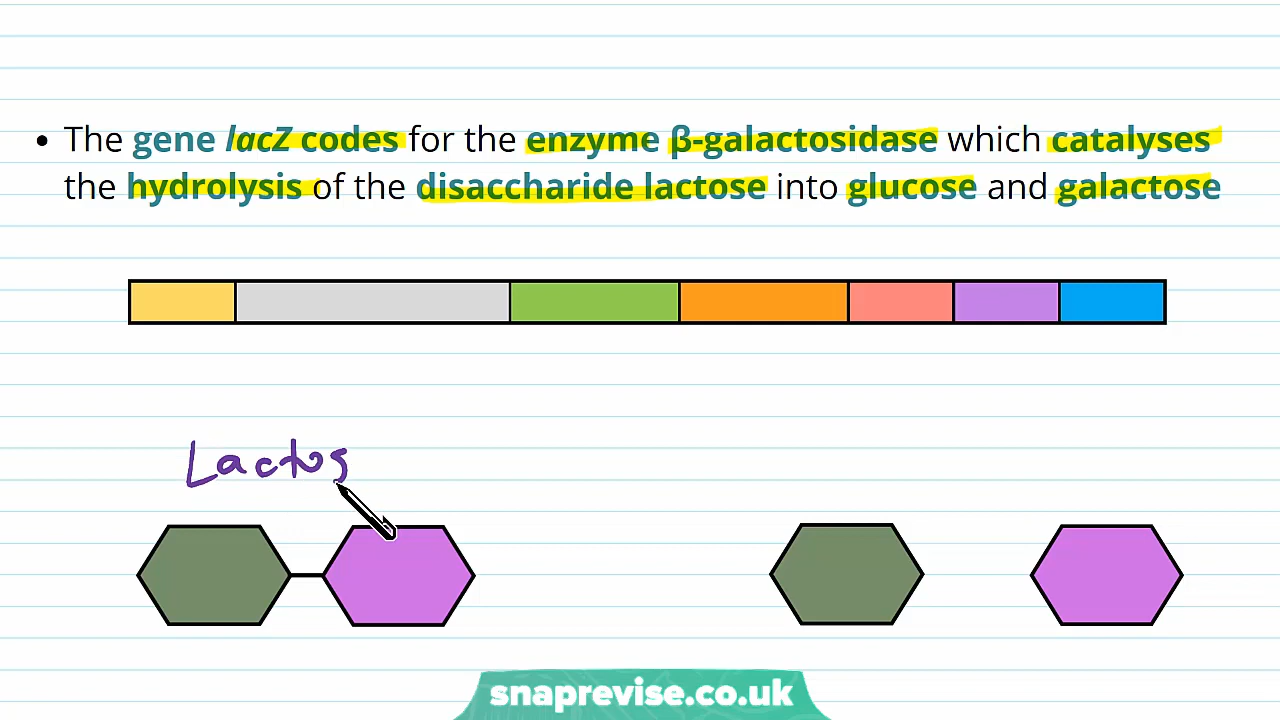 • The gene lacZ codes for the enzyme β-galactosidase which catalyses
the hydrolysis of the disaccharide lactose into glucose and galactose
Lactos
snaprevise.co.uk